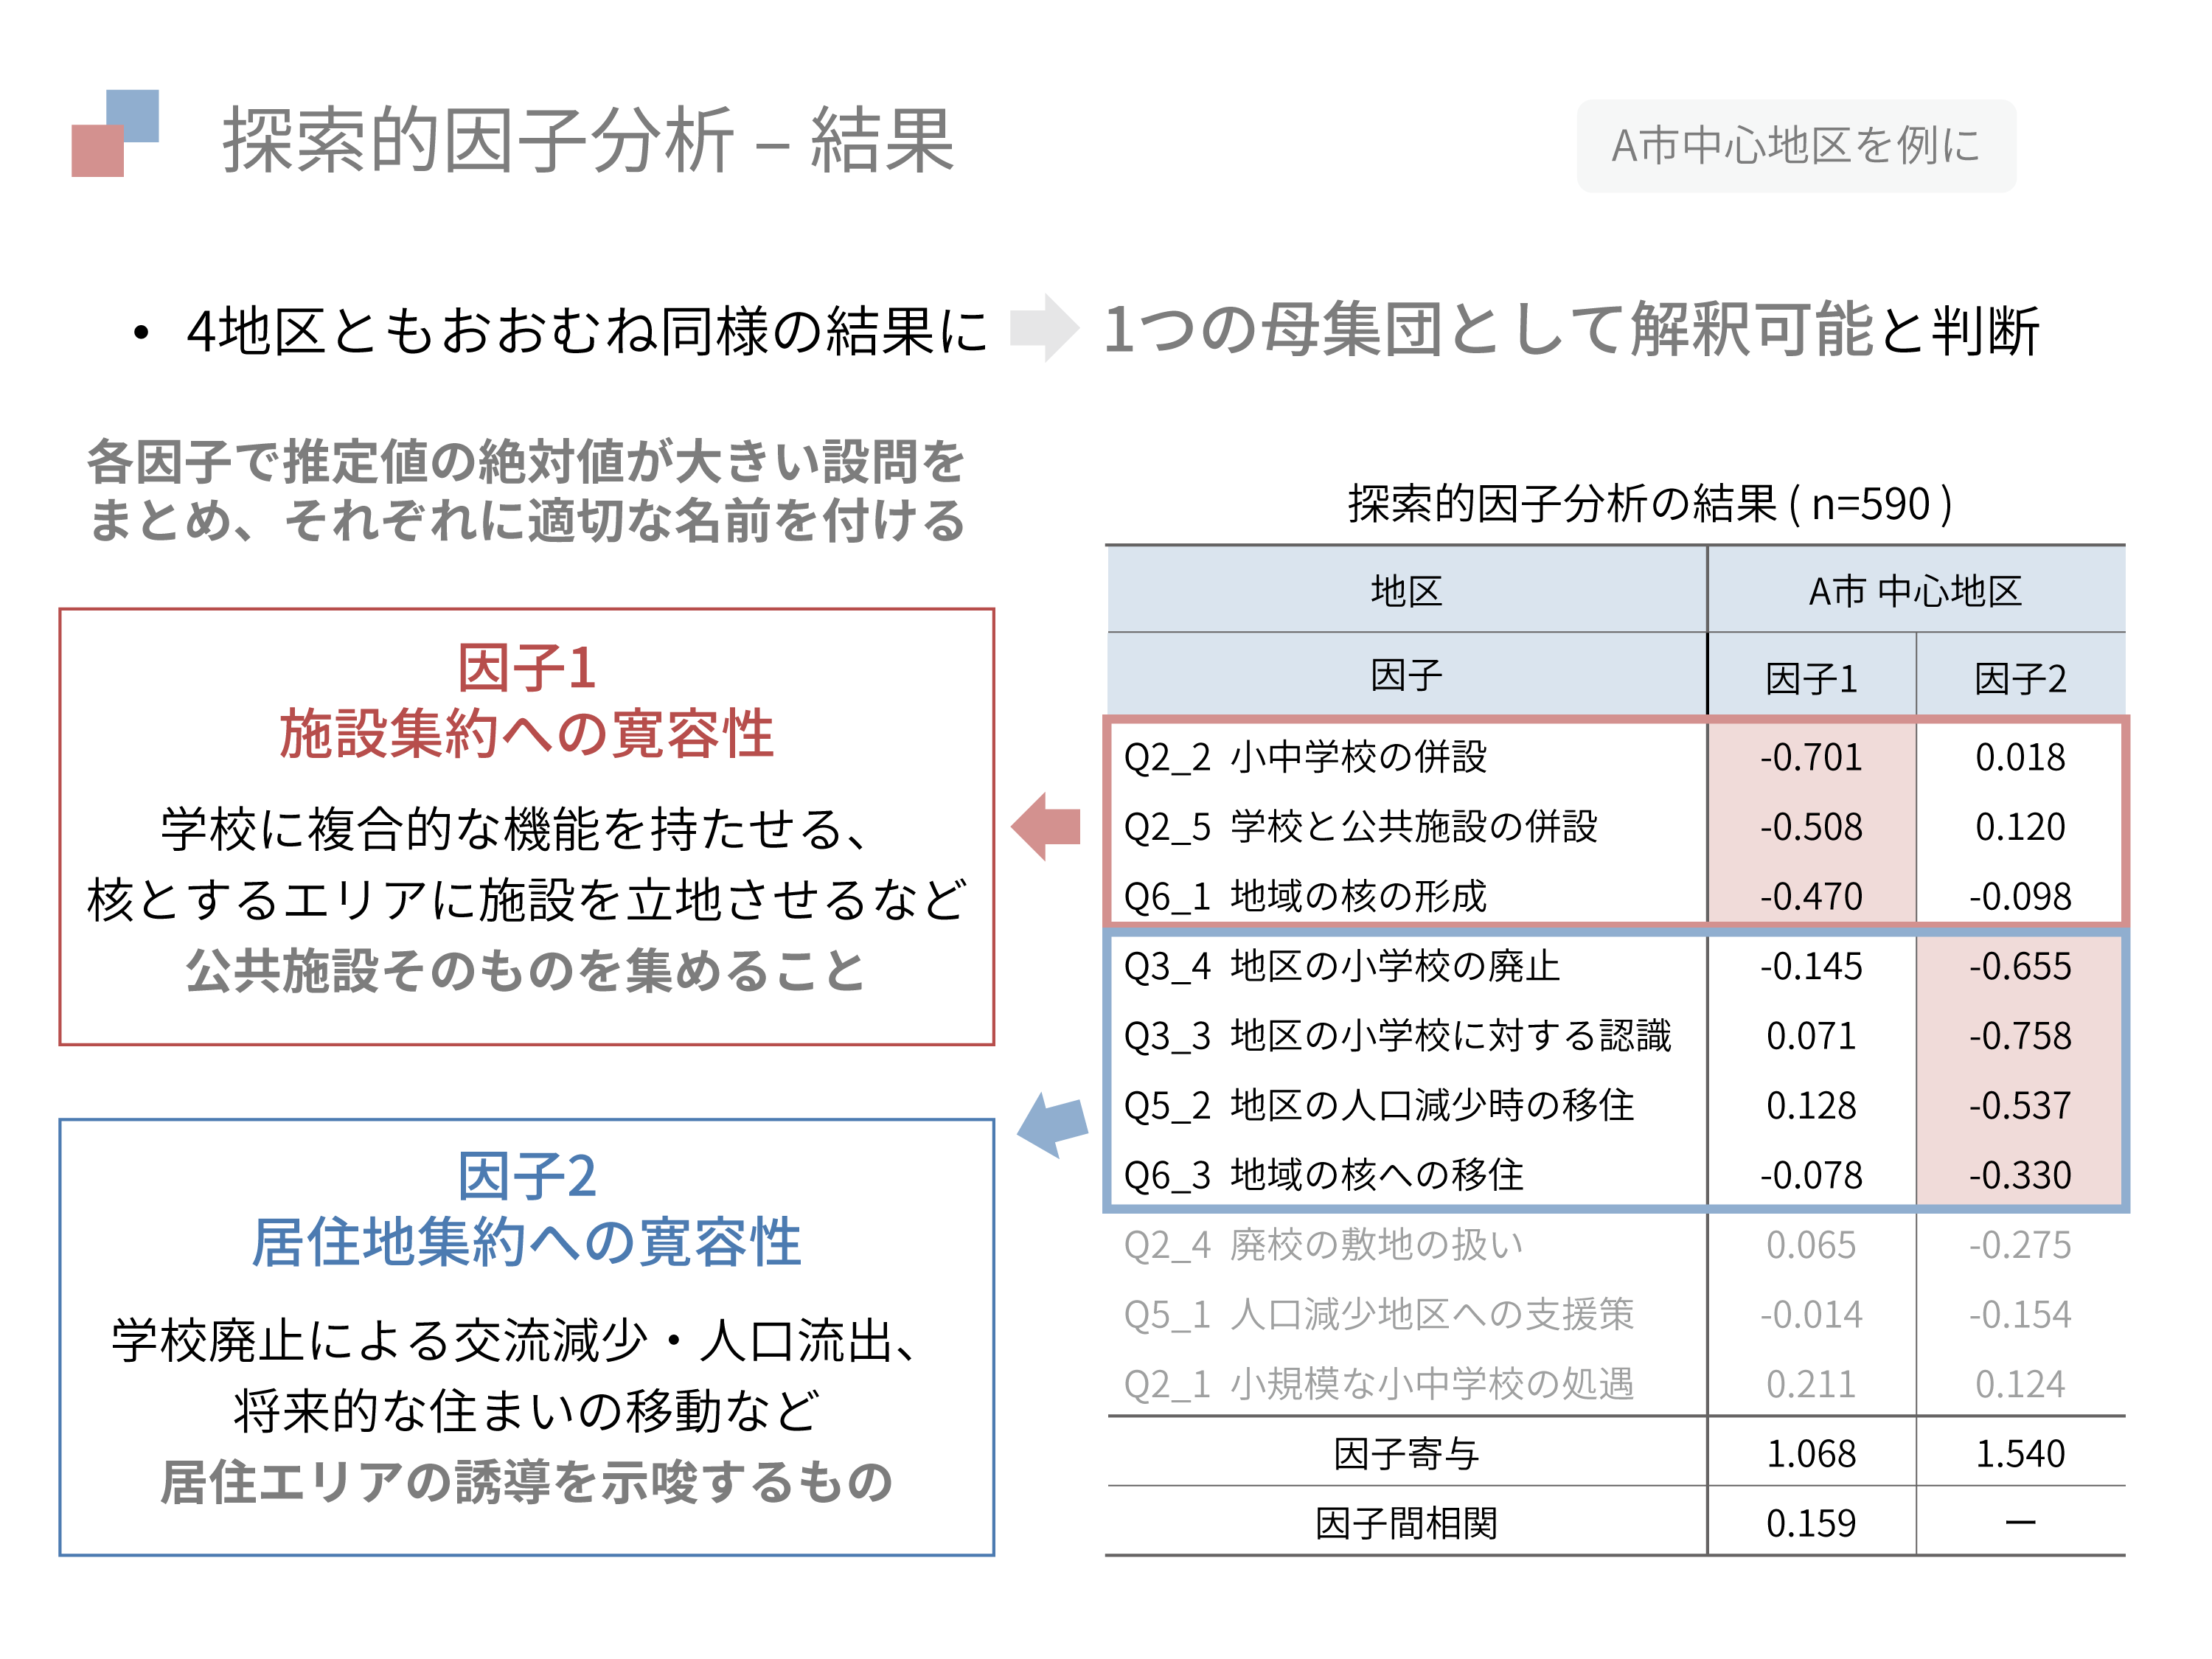 探索的因子分析 – 結果
A市中心地区を例に
• 4地区ともおおむね同様の結果に 1つの母集団として解釈可能と判断
各因子で推定値の絶対値が大きい設問を
まとめ、それぞれに適切な名前を付ける
因子1
施設集約への寛容性
学校に複合的な機能を持たせる、
核とするエリアに施設を立地させるなど
公共施設そのものを集めること
因子2
居住地集約への寛容性
学校廃止による交流減少・人口流出、
将来的な住まいの移動など
居住エリアの誘導を示唆するもの
探索的因子分析の結果 ( n=590 )
地区 A市 中心地区
因子 因子1 因子2
Q2_2 小中学校の併設 -0.701 0.018
Q2_5 学校と公共施設の併設 -0.508 0.120
Q6_1 地域の核の形成 -0.470 -0.098
Q3_4 地区の小学校の廃止 -0.145 -0.655
Q3_3 地区の小学校に対する認識 0.071 -0.758
Q5_2 地区の人口減少時の移住 0.128 -0.537
Q6_3 地域の核への移住 -0.078 -0.330
Q2_4 廃校の敷地の扱い 0.065 -0.275
Q5_1 人口減少地区への支援策 -0.014 -0.154
Q2_1 小規模な小中学校の処遇 0.211 0.124
因子寄与 1.068 1.540
因子間相関 0.159 ー